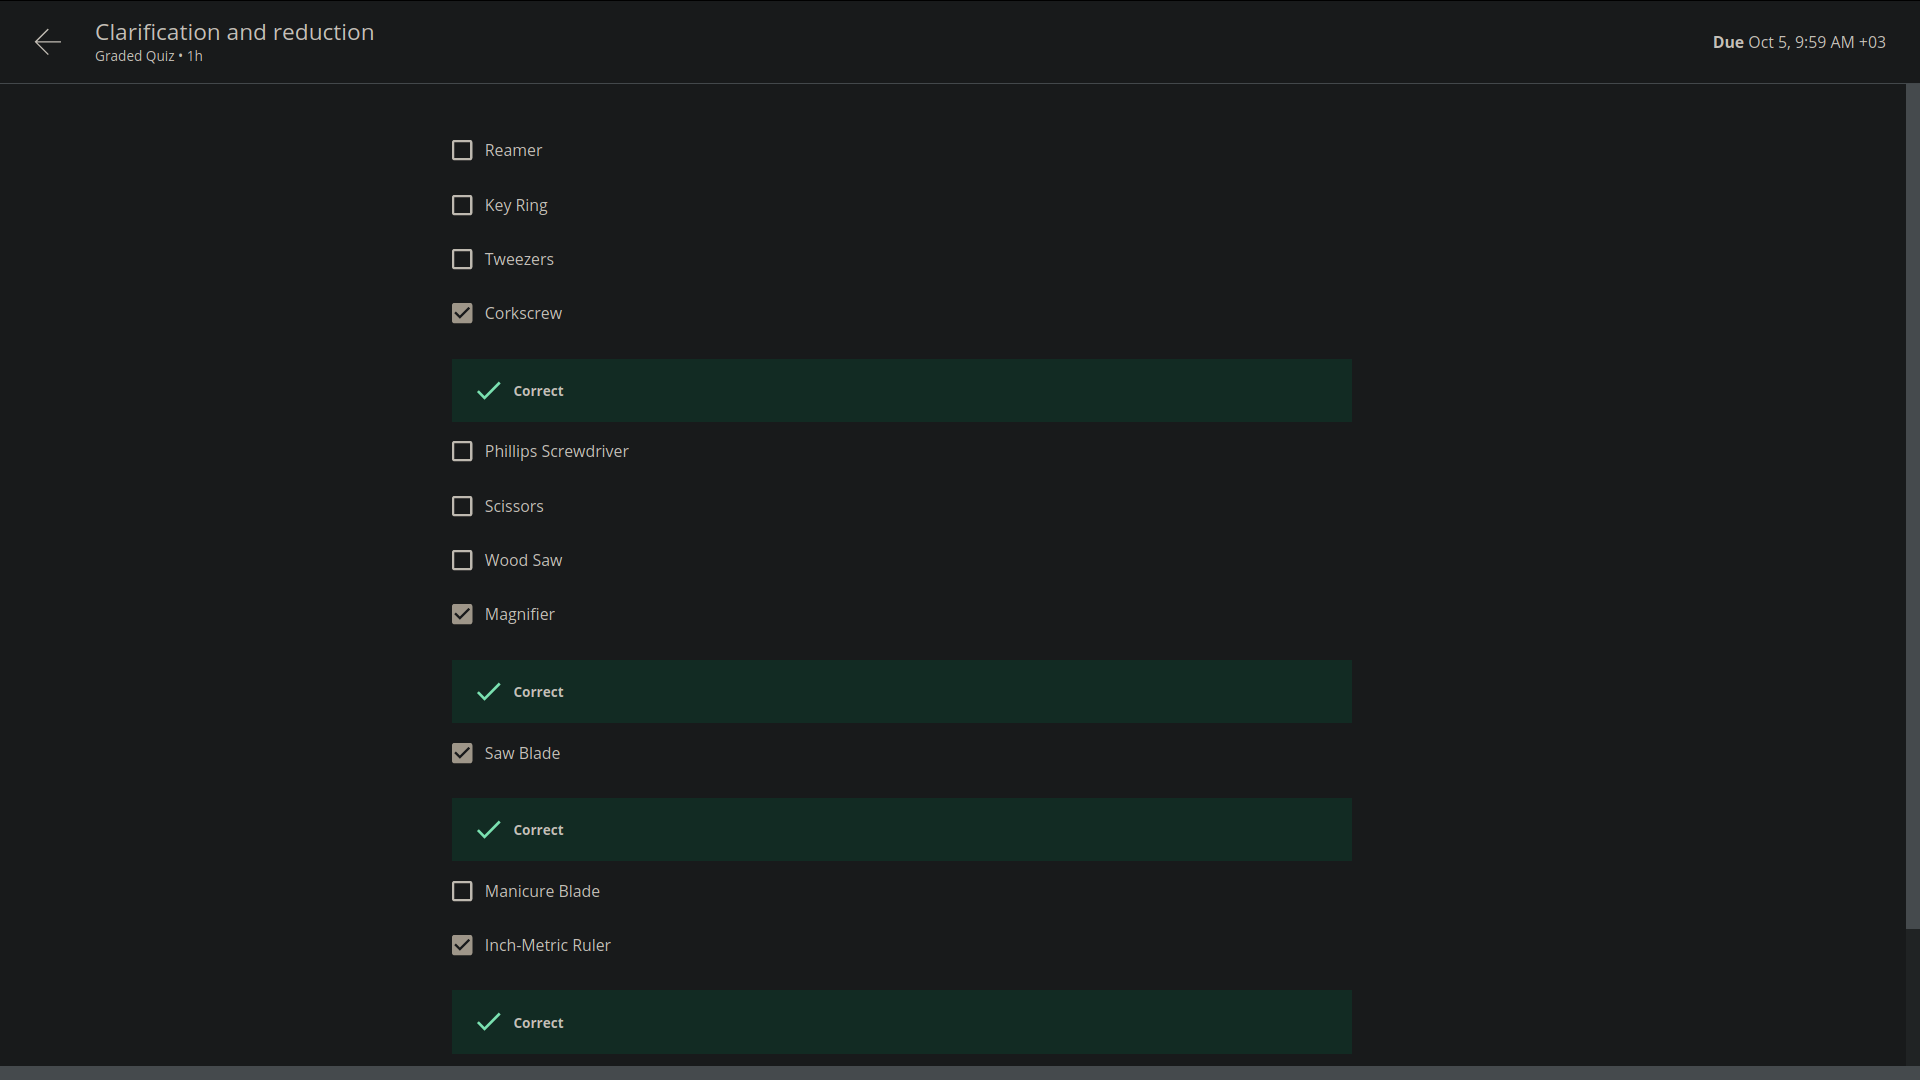 Clarification and reduction
Graded Quiz • 1h
Due Oct 5, 9:59 AM +03
Reamer
Key Ring
Tweezers
Corkscrew
Correct
Phillips Screwdriver
Scissors
Wood Saw
Magnifier
Correct
Saw Blade
Correct
Manicure Blade
Inch-Metric Ruler
Correct